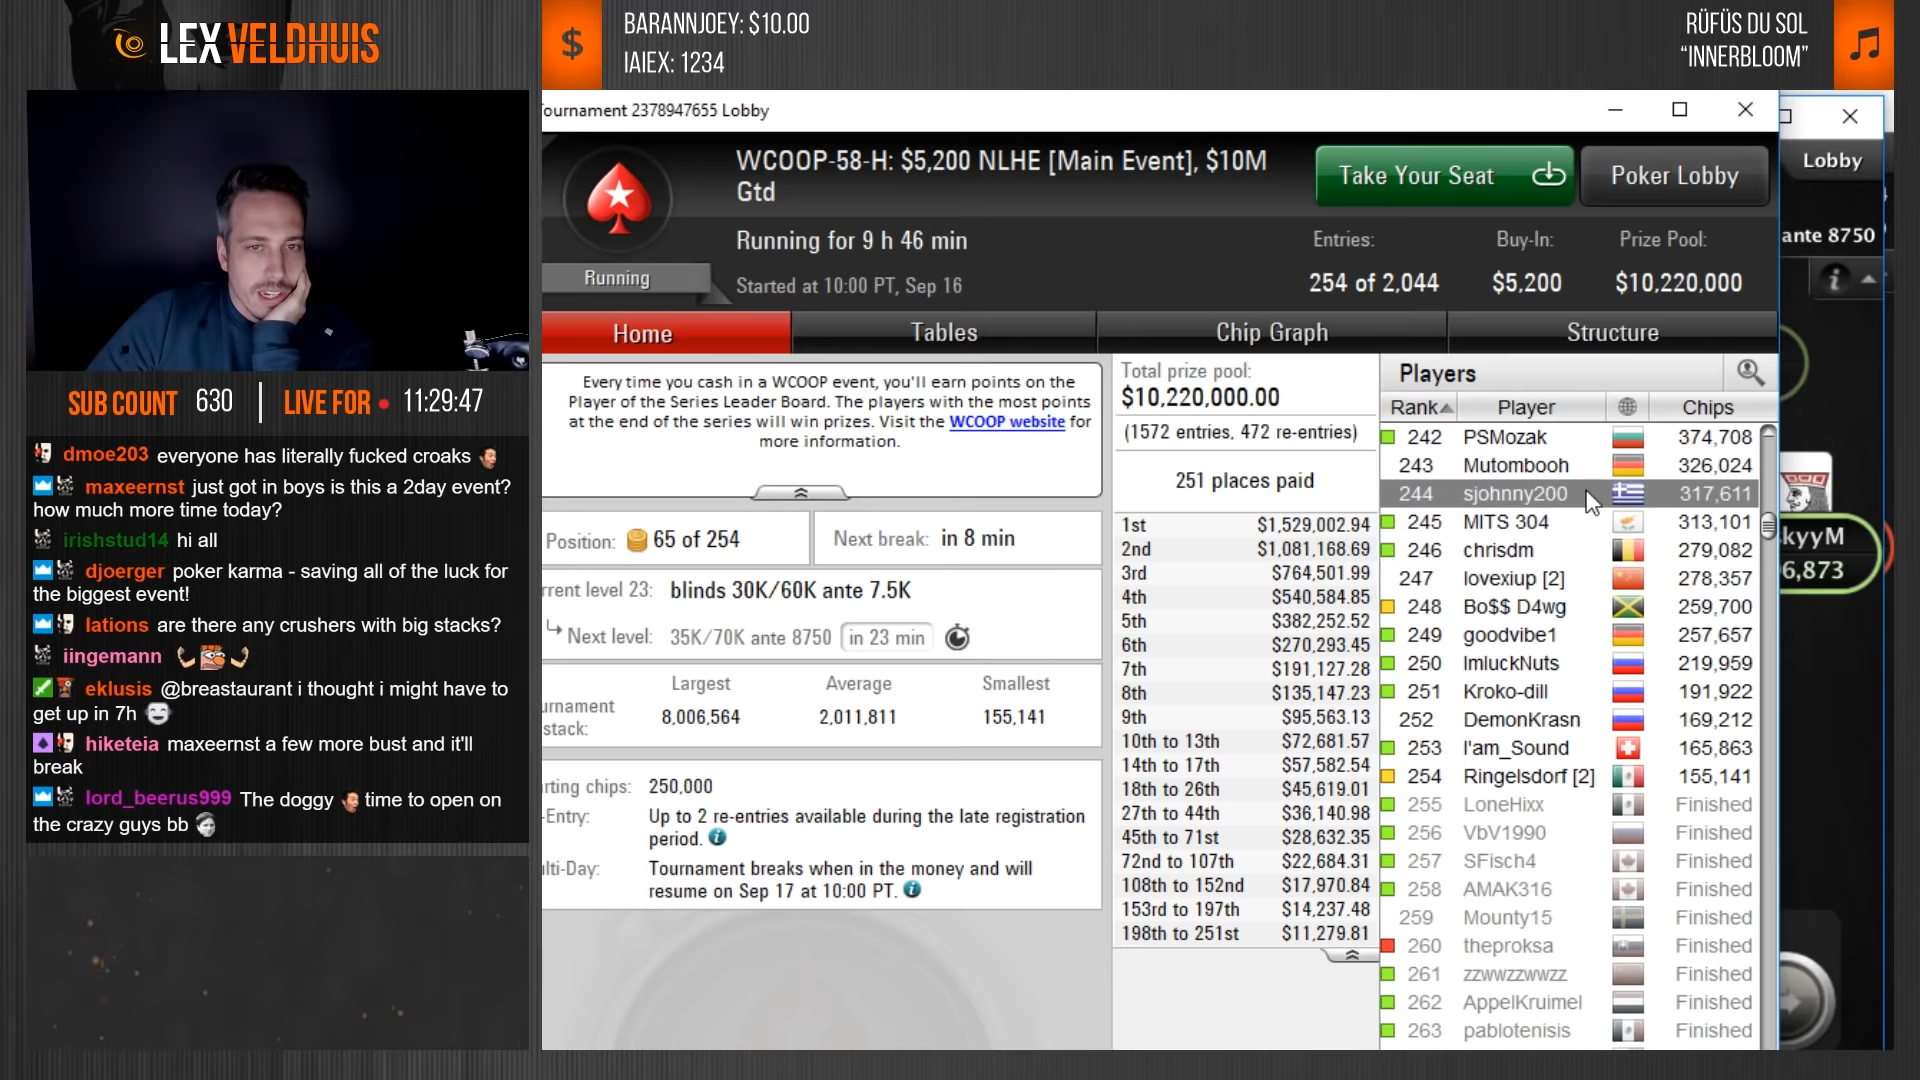 LEX VELDHUIS
BARANNJOEY: $10.00
IAIEX: 1234
RÜFÜS DU SOL
“INNERBLOOM”
SUB COUNT 630 | LIVE FOR 11:29:47
dmoe203 everyone has literally fucked croaks
maxeernst just got in boys is this a 2day event?
how much more time today?
irishstud14 hi all
djoerger poker karma - saving all of the luck for
the biggest event!
lations are there any crushers with big stacks?
iingemann
eklusis @breastaurant i thought i might have to
get up in 7h
hiketeia maxeernst a few more bust and it'll
break
lord_beerus999 The doggy time to open on
the crazy guys bb
Tournament 2378947655 Lobby
WCOOP-58-H: $5,200 NLHE [Main Event], $10M
Gtd
Take Your Seat
Poker Lobby
Running for 9 h 46 min
Running
Started at 10:00 PT, Sep 16
Entries: Buy-In: Prize Pool:
254 of 2,044 $5,200 $10,220,000
Home Tables Chip Graph Structure
Every time you cash in a WCOOP event, you'll earn points on the
Player of the Series Leader Board. The players with the most points
at the end of the series will win prizes. Visit the WCOOP website for
more information.
Position: 65 of 254
Next break: in 8 min
rrent level 23: blinds 30K/60K ante 7.5K
Next level: 35K/70K ante 8750 in 23 min
Largest Average Smallest
urnament
stack:
8,006,564 2,011,811 155,141
rting chips: 250,000
-Entry: Up to 2 re-entries available during the late registration
period.
lti-Day: Tournament breaks when in the money and will
resume on Sep 17 at 10:00 PT.
Total prize pool:
$10,220,000.00
(1572 entries, 472 re-entries)
251 places paid
1st $1,529,002.94
2nd $1,081,168.69
3rd $764,501.99
4th $540,584.85
5th $382,252.52
6th $270,293.45
7th $191,127.28
8th $135,147.23
9th $95,563.13
10th to 13th $72,681.57
14th to 17th $57,582.54
18th to 26th $45,619.01
27th to 44th $36,140.98
45th to 71st $28,632.35
72nd to 107th $22,684.31
108th to 152nd $17,970.84
153rd to 197th $14,237.48
198th to 251st $11,279.81
Players
Rank Player Chips
242 PSMozak 374,708
243 Mutombooh 326,024
244 sjohnny200 317,611
245 MITS 304 313,101
246 chrisdm 279,082
247 lovexiup [2] 278,357
248 Bo$$ D4wg 259,700
249 goodvibe1 257,657
250 ImluckNuts 219,959
251 Kroko-dill 191,922
252 DemonKrasn 169,212
253 I'am_Sound 165,863
254 Ringelsdorf [2] 155,141
255 LoneHixx Finished
256 VbV1990 Finished
257 SFisch4 Finished
258 AMAK316 Finished
259 Mounty15 Finished
260 theproksa Finished
261 zzwwzzwwzz Finished
262 AppelKruimel Finished
263 pablotenisis Finished
Lobby
ante 8750
kyyM
6,873